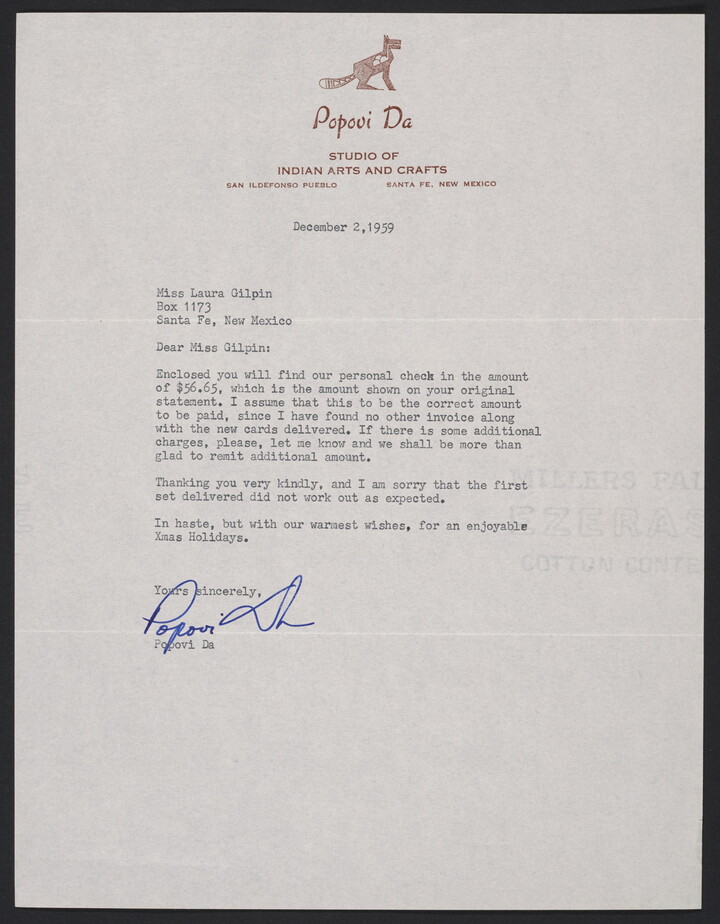 Popovi Da
STUDIO OF
INDIAN ARTS AND CRAFTS
SAN ILDEFONSO PUEBLO SANTA FE, NEW MEXICO
December 2,1959
Miss Laura Gilpin
Box 1173
Santa Fe, New Mexico
Dear Miss Gilpin:
Enclosed you will find our personal check in the amount
of $56.65, which is the amount shown on your original
statement. I assume that this to be the correct amount
to be paid, since I have found no other invoice along
with the new cards delivered. If there is some additional
charges, please, let me know and we shall be more than
glad to remit additional amount.
Thanking you very kindly, and I am sorry that the first
set delivered did not work out as expected.
In haste, but with our warmest wishes, for an enjoyable
Xmas Holidays.
Yours sincerely,
Popovi Da
Popovi Da
MILLERS FAL
EZERAS
COTTON CONTE